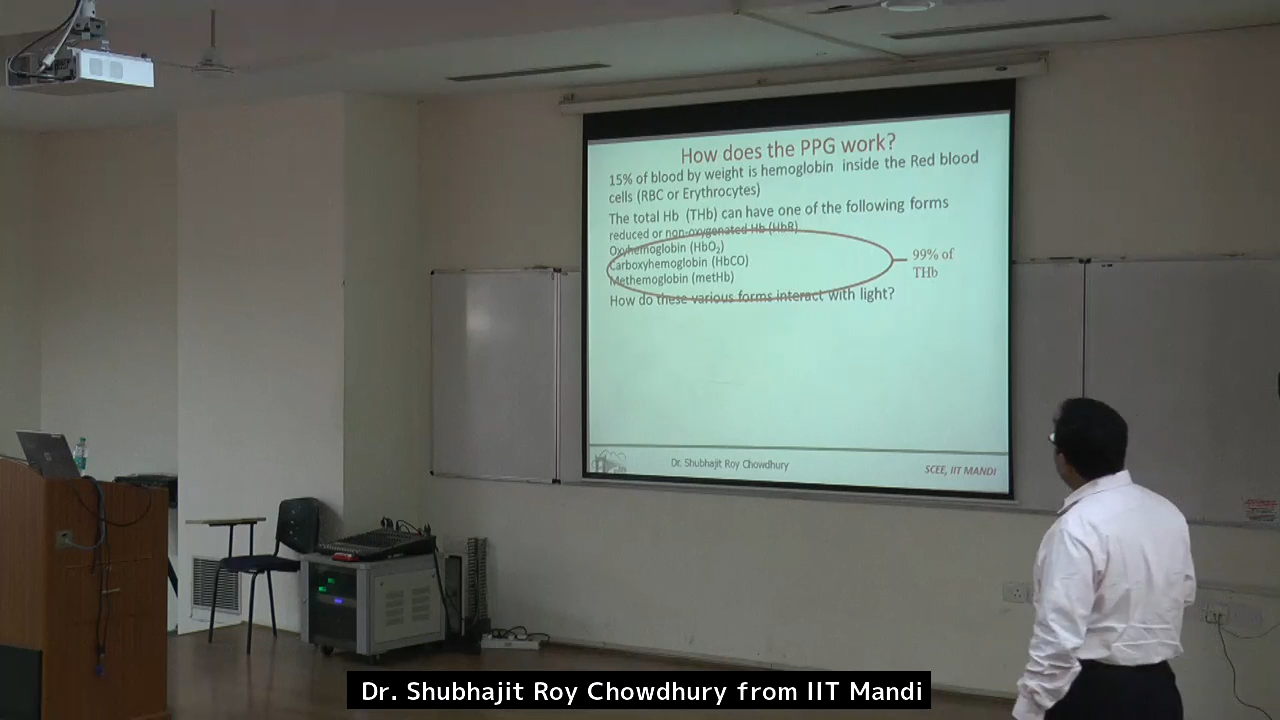 How does the PPG work?
15% of blood by weight is hemoglobin inside the Red blood
cells (RBC or Erythrocytes)
The total Hb (THb) can have one of the following forms
reduced or non-oxygenated Hb (HbR)
Oxyhemoglobin (HbO₂)
Carboxyhemoglobin (HbCO)
Methemoglobin (metHb)
99% of
THb
How do these various forms interact with light?
Dr. Shubhajit Roy Chowdhury
SCEE, IIT MANDI
Dr. Shubhajit Roy Chowdhury from IIT Mandi